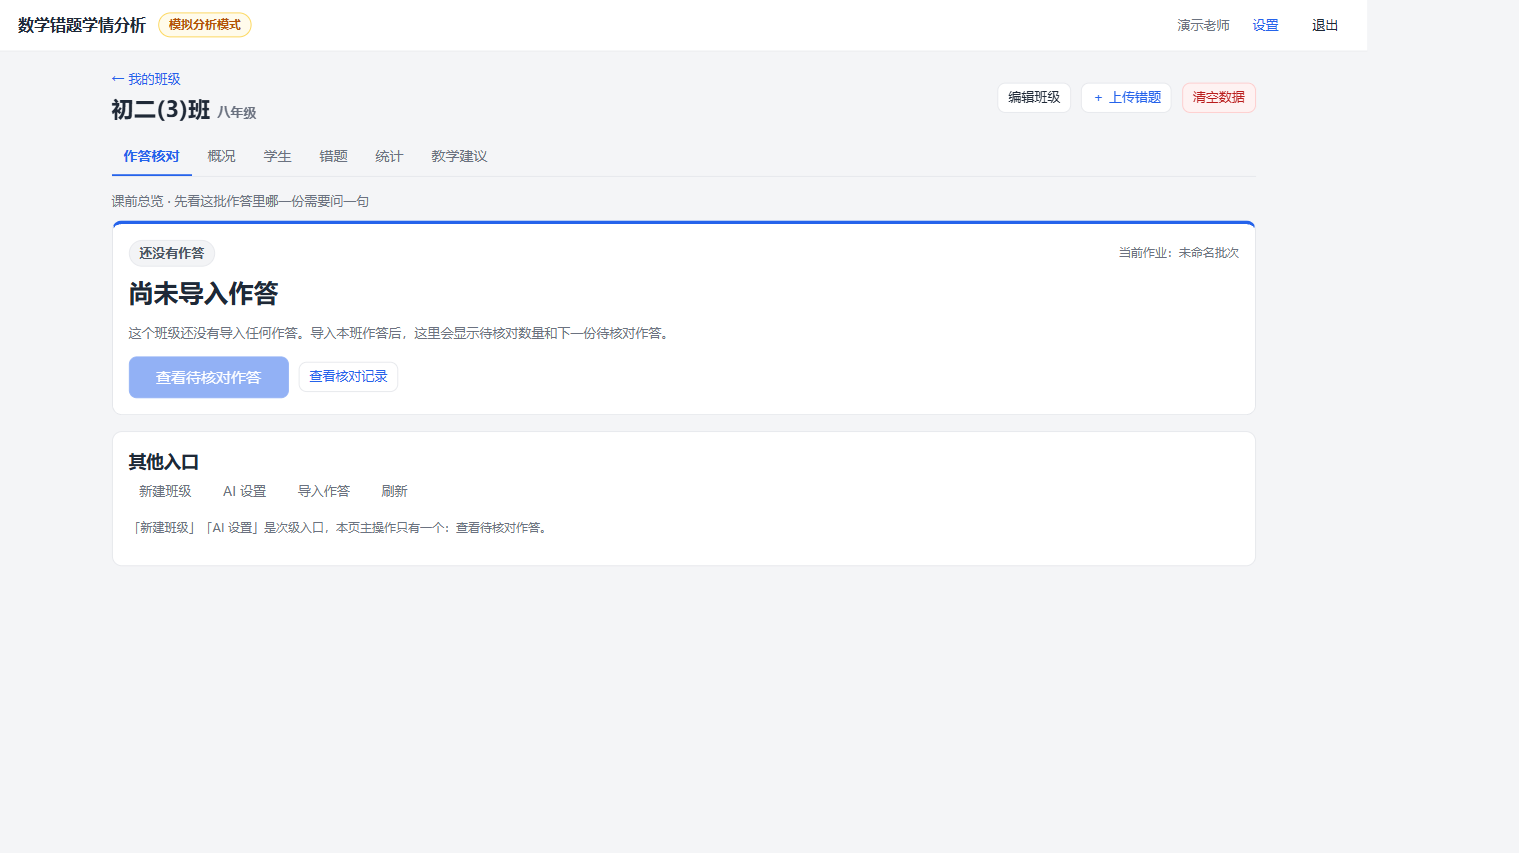 数学错题学情分析 模拟分析模式 演示老师 设置 退出
← 我的班级
初二(3)班 八年级
编辑班级 + 上传错题 清空数据
作答核对 概况 学生 错题 统计 教学建议
课前总览 · 先看这批作答里哪一份需要问一句
还没有作答 当前作业：未命名批次
尚未导入作答
这个班级还没有导入任何作答。导入本班作答后，这里会显示待核对数量和下一份待核对作答。
查看待核对作答 查看核对记录
其他入口
新建班级 AI 设置 导入作答 刷新
「新建班级」「AI 设置」是次级入口，本页主操作只有一个：查看待核对作答。